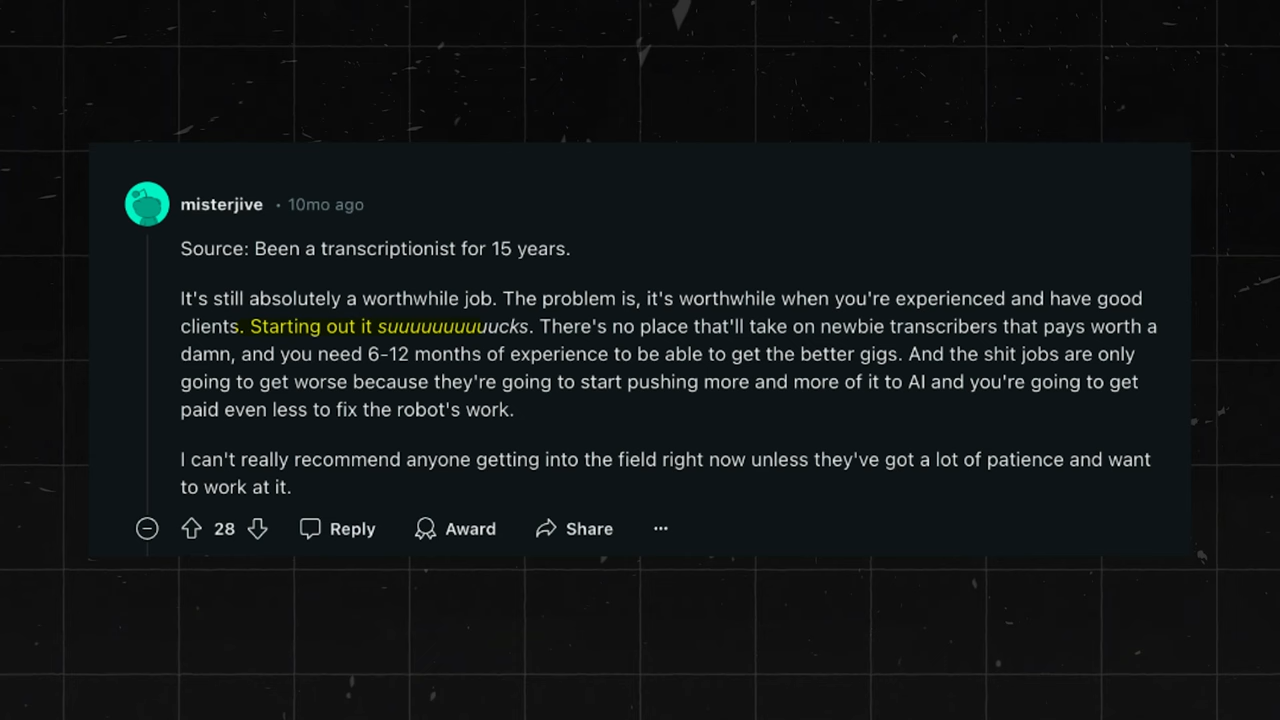 misterjive • 10mo ago
Source: Been a transcriptionist for 15 years.
It's still absolutely a worthwhile job. The problem is, it's worthwhile when you're experienced and have good
clients. Starting out it suuuuuuuuuucks. There's no place that'll take on newbie transcribers that pays worth a
damn, and you need 6-12 months of experience to be able to get the better gigs. And the shit jobs are only
going to get worse because they're going to start pushing more and more of it to AI and you're going to get
paid even less to fix the robot's work.
I can't really recommend anyone getting into the field right now unless they've got a lot of patience and want
to work at it.
28 Reply Award Share ...